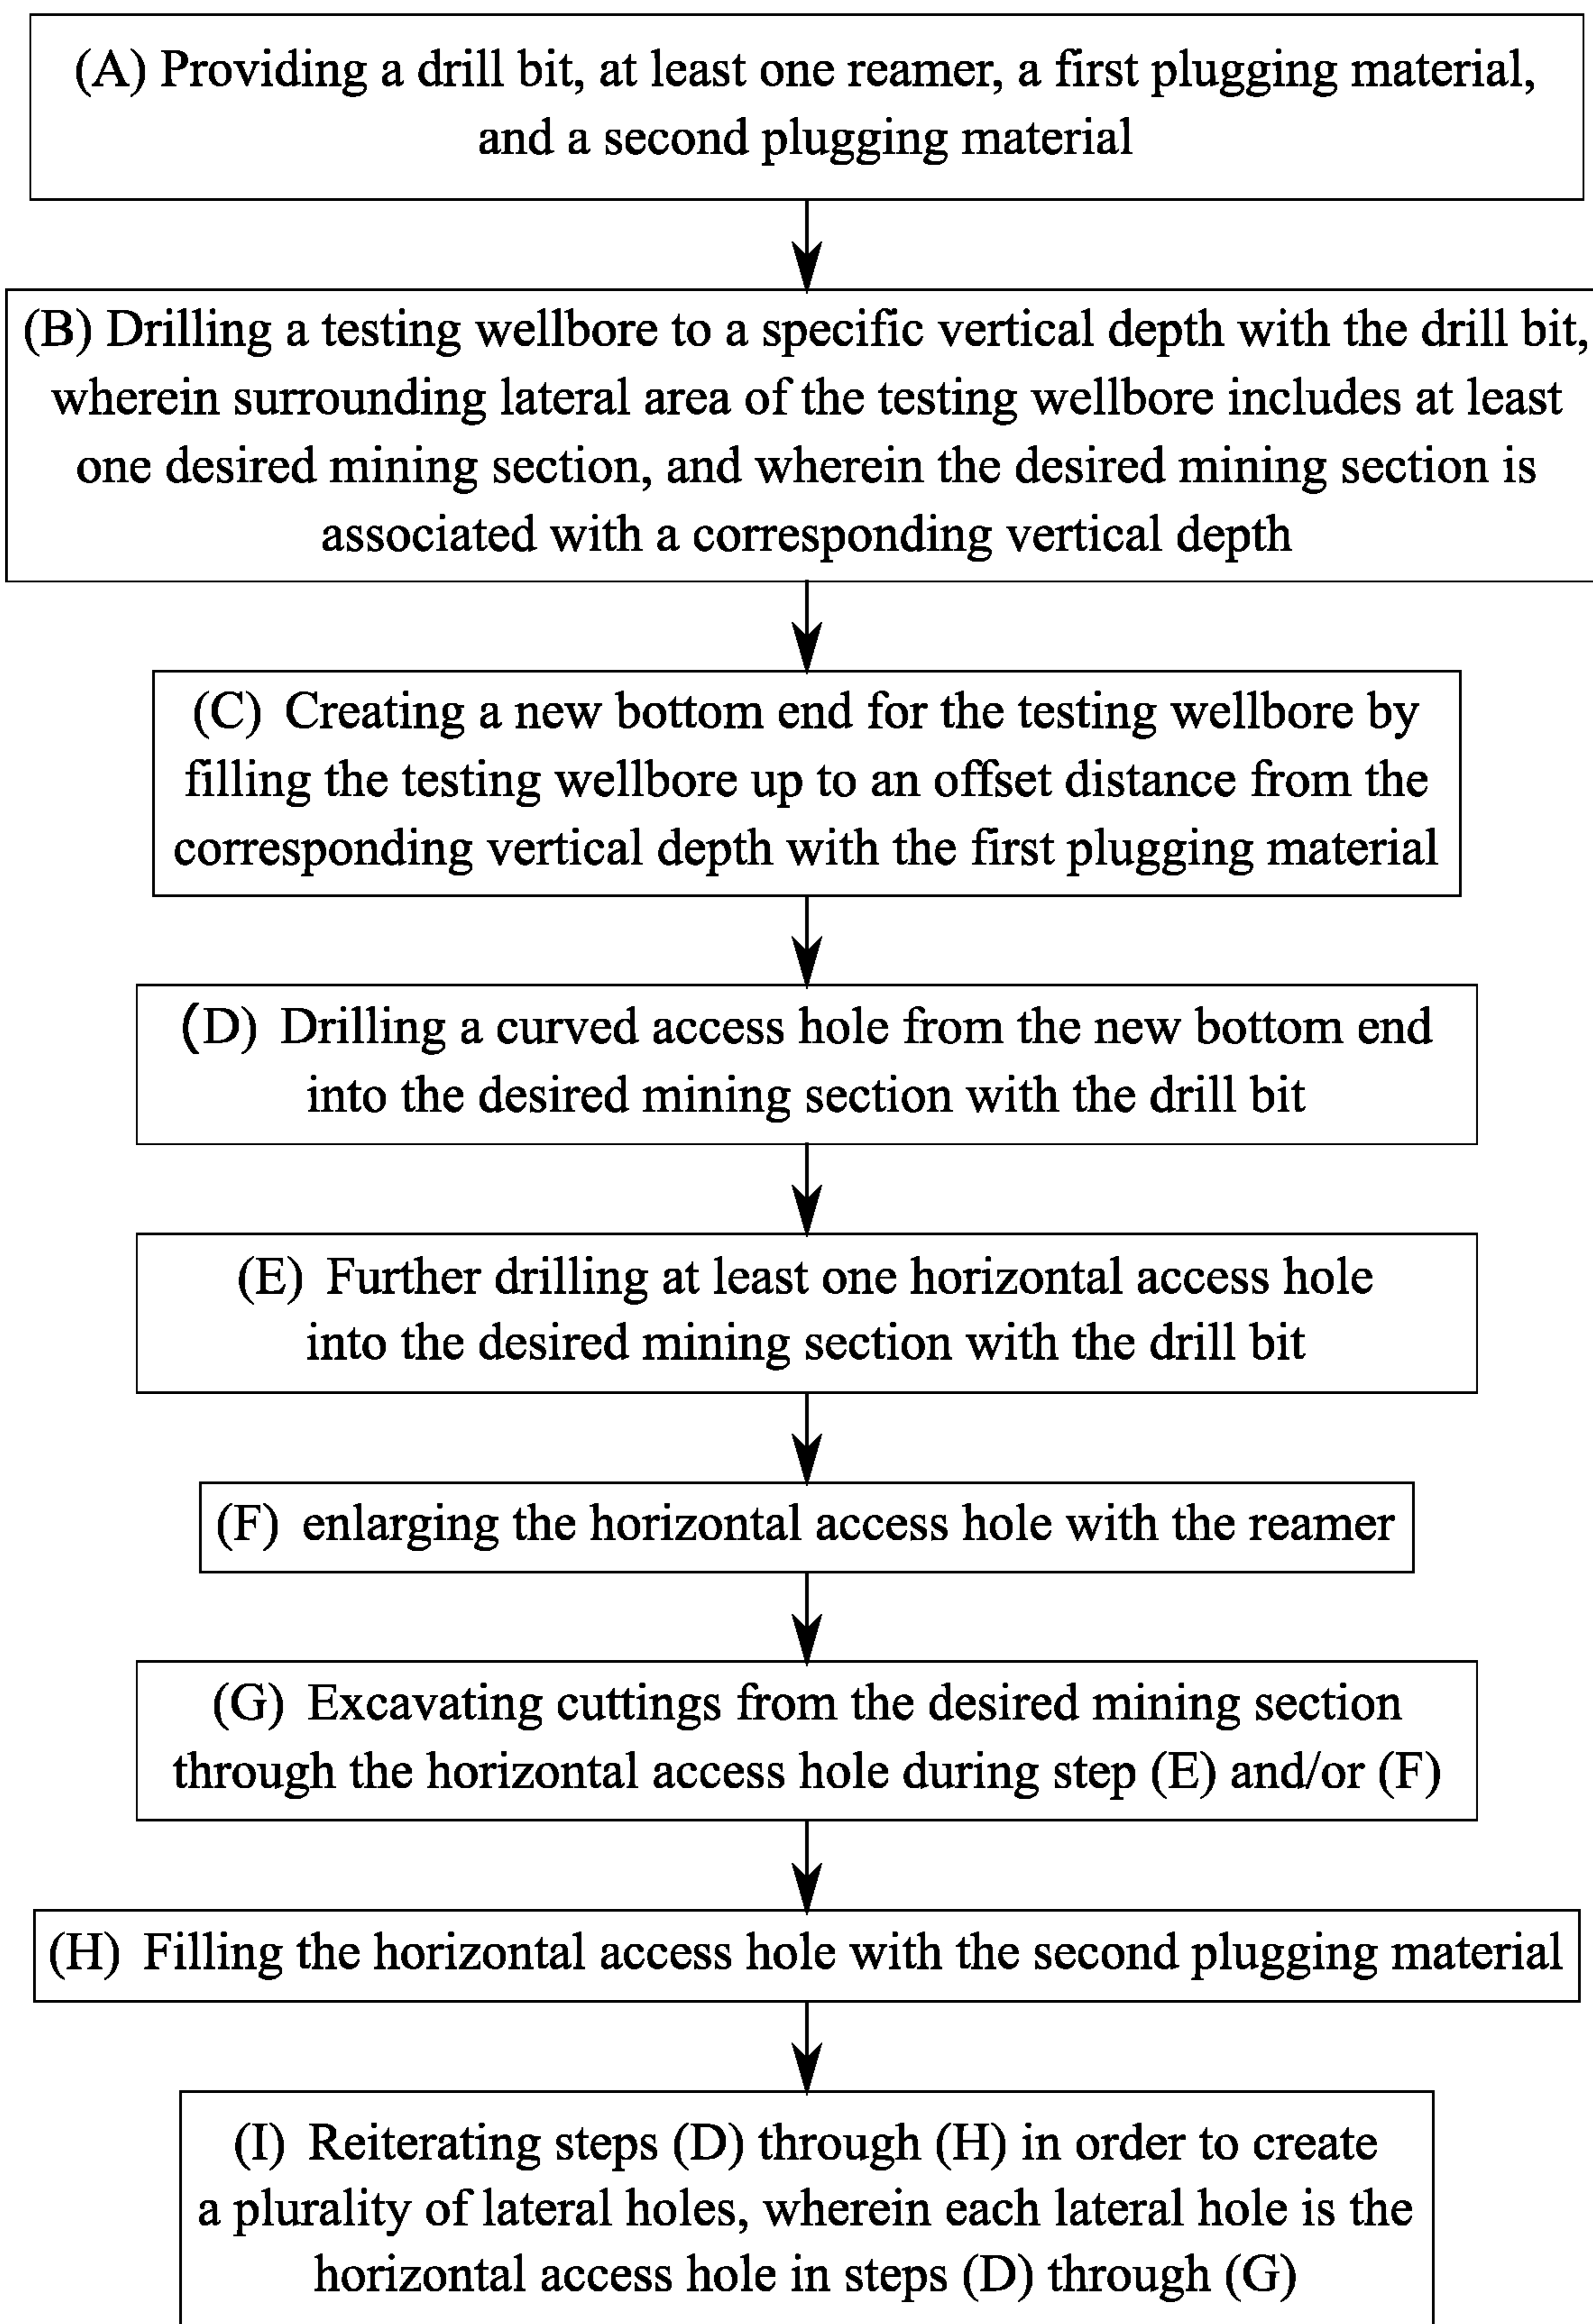 (A) Providing a drill bit, at least one reamer, a first plugging material,
and a second plugging material
(B) Drilling a testing wellbore to a specific vertical depth with the drill bit,
wherein surrounding lateral area of the testing wellbore includes at least
one desired mining section, and wherein the desired mining section is
associated with a corresponding vertical depth
(C) Creating a new bottom end for the testing wellbore by
filling the testing wellbore up to an offset distance from the
corresponding vertical depth with the first plugging material
(D) Drilling a curved access hole from the new bottom end
into the desired mining section with the drill bit
(E) Further drilling at least one horizontal access hole
into the desired mining section with the drill bit
(F) enlarging the horizontal access hole with the reamer
(G) Excavating cuttings from the desired mining section
through the horizontal access hole during step (E) and/or (F)
(H) Filling the horizontal access hole with the second plugging material
(I) Reiterating steps (D) through (H) in order to create
a plurality of lateral holes, wherein each lateral hole is the
horizontal access hole in steps (D) through (G)